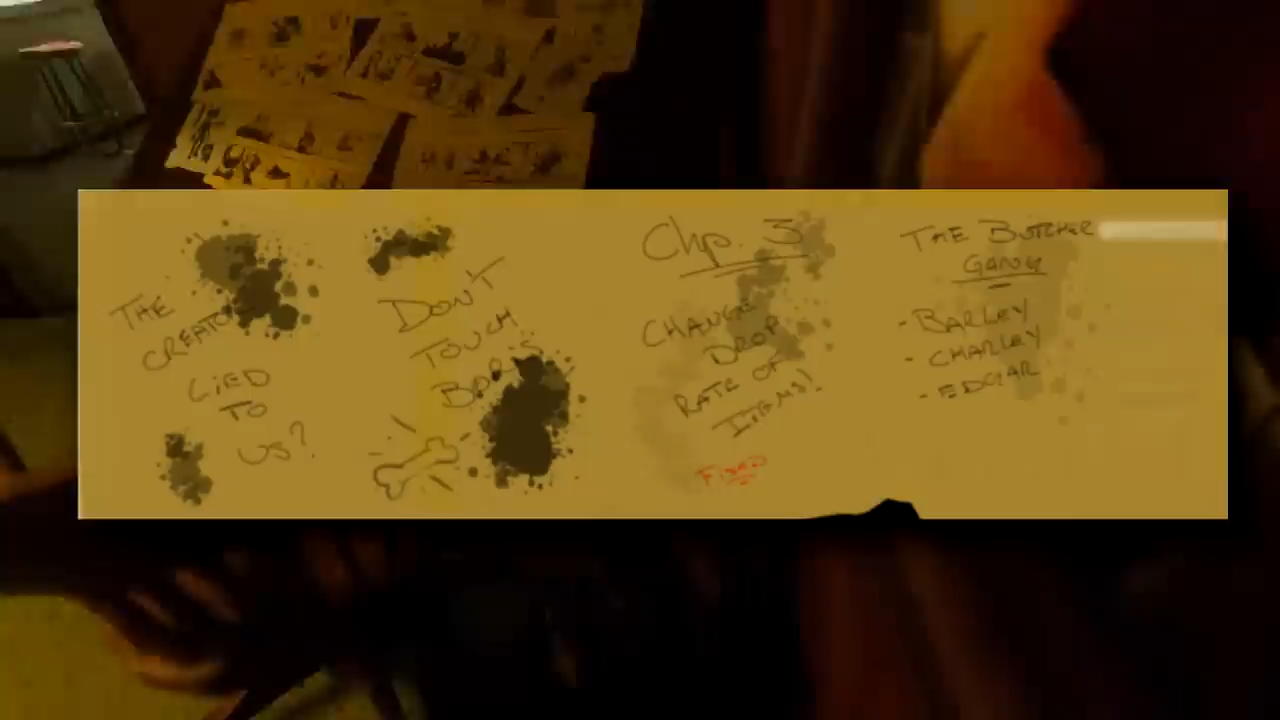 THE
CREATOR
LIED
TO
US?
DON'T
TOUCH
Chp. 3
CHANGE
DROP
RATE OF
ITEMS!
FIXED
THE BUTCHER
GANG
- BARLEY
- CHARLEY
- EDGAR